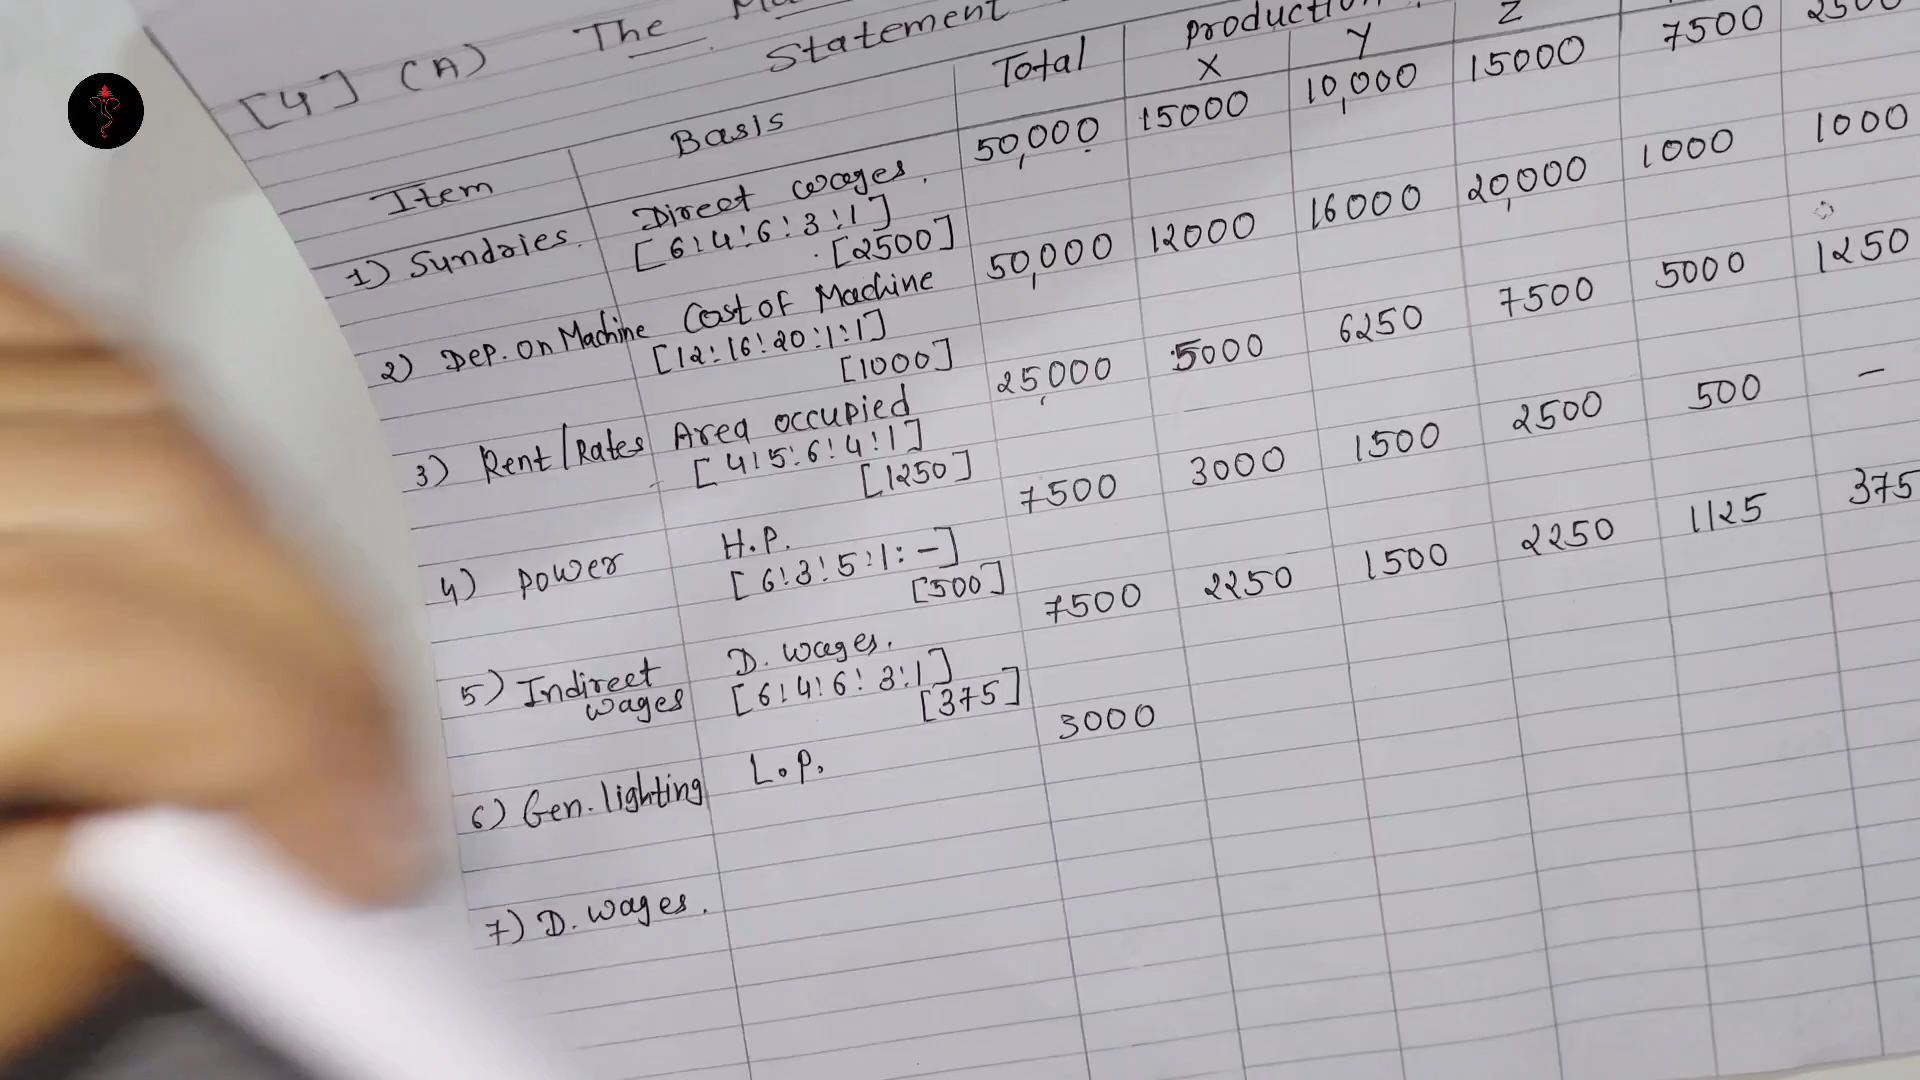 [4] (A) The
Statement
Item Basis Total Production
X Y Z
1) Sundries. Direct wages. 50,000 15000 10,000 15000 7500 2500
[6:4:6:3:1]
[2500]
2) Dep. on Machine Cost of Machine 50,000 12000 16000 20,000 1000 1000
[12:16:20:1:1]
[1000]
3) Rent/Rates Area occupied 25,000 5000 6250 7500 5000 1250
[4:5:6:4:1]
[1250]
4) Power H.P. 7500 3000 1500 2500 500 -
[6:3:5:1:-]
[500]
5) Indirect D. wages. 7500 2250 1500 2250 1125 375
wages [6:4:6:3:1]
[375]
6) Gen. lighting L.P. 3000
7) D. wages.